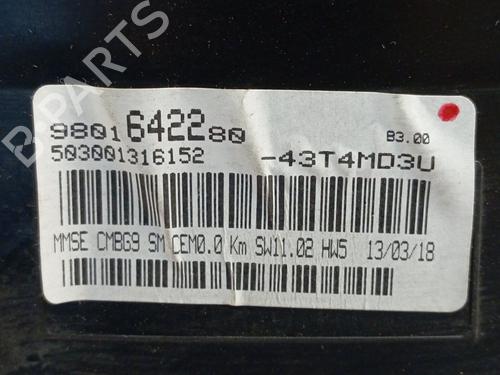 B PARTS
9801642280 B3.00
503001316152 -43T4MD3U
MMSE CMBG9 SM CEM0.0 Km SW11.02 HW5 13/03/18